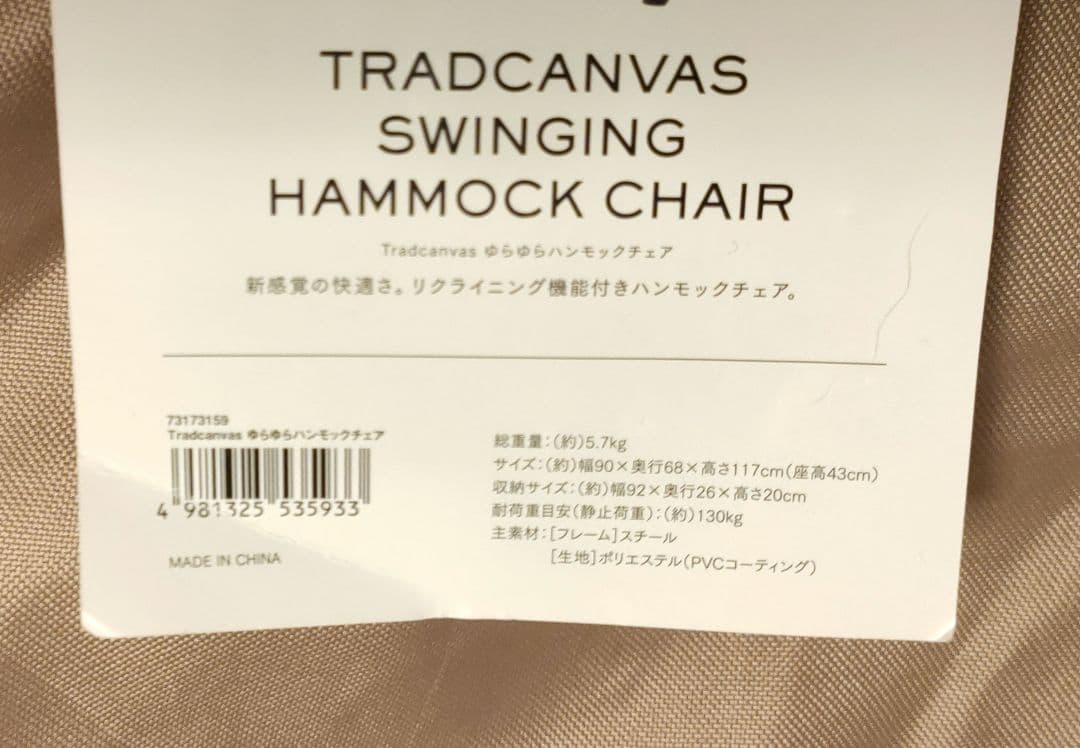 TRADCANVAS
SWINGING
HAMMOCK CHAIR
Tradcanvas ゆらゆらハンモックチェア
新感覚の快適さ。リクライニング機能付きハンモックチェア。
73173159
Tradcanvas ゆらゆらハンモックチェア
4 981325 535933
MADE IN CHINA
総重量：(約)5.7kg
サイズ：(約)幅90×奥行68×高さ117cm(座高43cm)
収納サイズ：(約)幅92×奥行26×高さ20cm
耐荷重目安(静止荷重)：(約)130kg
主素材：[フレーム]スチール
[生地]ポリエステル(PVCコーティング)